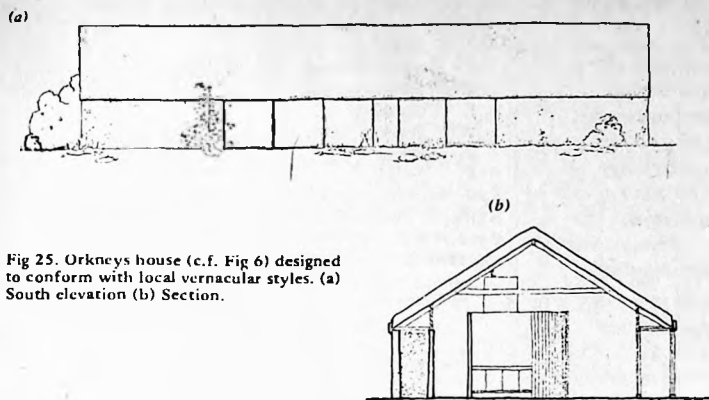 (a)
(b)
Fig 25. Orkneys house (c.f. Fig 6) designed
to conform with local vernacular styles. (a)
South elevation (b) Section.